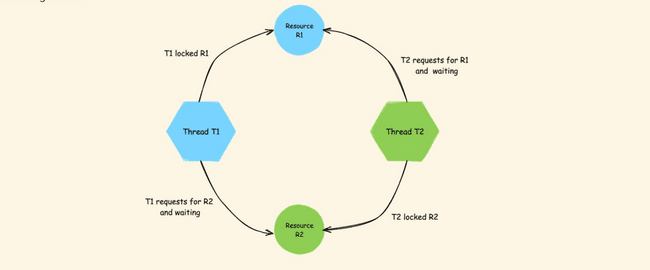 Resource
R1
T1 locked R1
T2 requests for R1
and waiting
Thread T1
Thread T2
T1 requests for R2
and waiting
T2 locked R2
Resource
R2